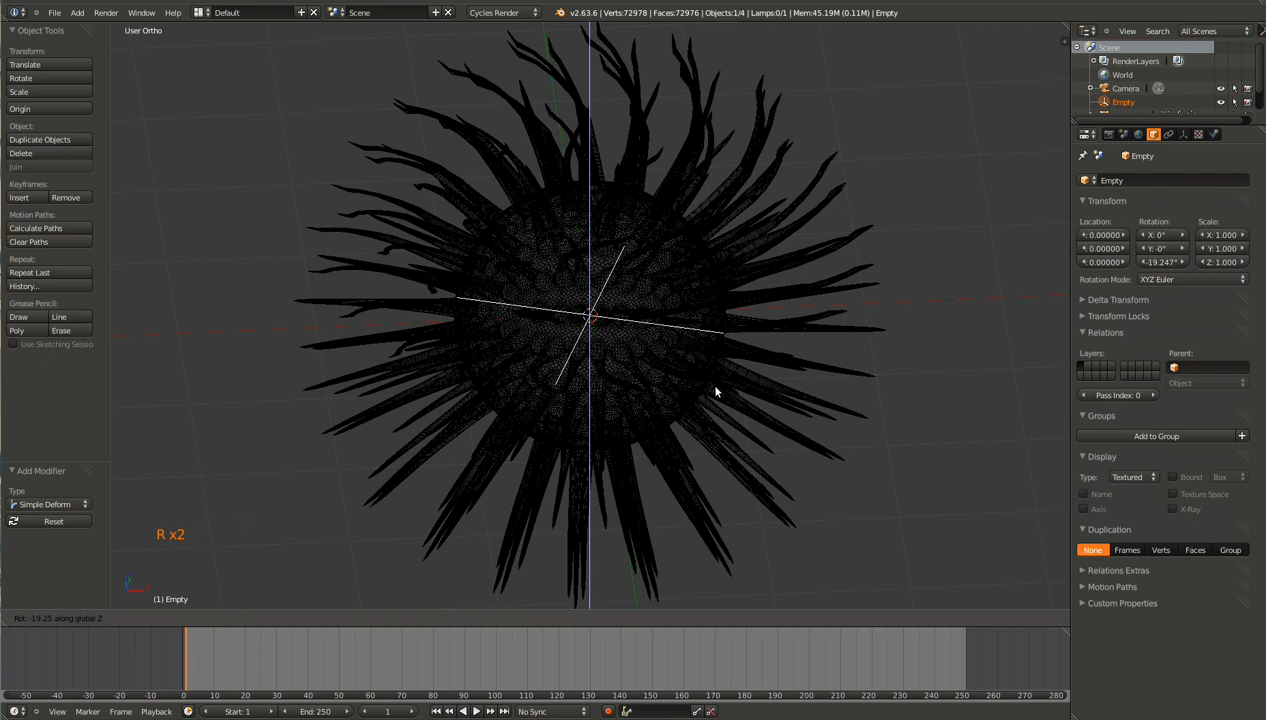 File Add Render Window Help Default Scene Cycles Render v2.63.6 | Verts:72978 | Faces:72976 | Objects:1/4 | Lamps:0/1 | Mem:45.19M (0.11M) | Empty
Object Tools
Transform:
Translate
Rotate
Scale
Origin
Object:
Duplicate Objects
Delete
Join
Keyframes:
Insert Remove
Motion Paths:
Calculate Paths
Clear Paths
Repeat:
Repeat Last
History...
Grease Pencil:
Draw Line
Poly Erase
Use Sketching Sessio
Add Modifier
Type
Simple Deform
Reset
User Ortho
R x2
(1) Empty
Rot: -19.25 along global Z
-50 -40 -30 -20 -10 0 10 20 30 40 50 60 70 80 90 100 110 120 130 140 150 160 170 180 190 200 210 220 230 240 250 260 270 280
View Marker Frame Playback Start: 1 End: 250 1 No Sync
View Search All Scenes
Scene
RenderLayers
World
Camera
Empty
Empty
Empty
Transform
Location: Rotation: Scale:
0.00000 X: 0° X: 1.000
0.00000 Y: -0° Y: 1.000
0.00000 -19.247° Z: 1.000
Rotation Mode: XYZ Euler
Delta Transform
Transform Locks
Relations
Layers: Parent:
Object
Pass Index: 0
Groups
Add to Group
Display
Type: Textured Bound Box
Name Texture Space
Axis X-Ray
Duplication
None Frames Verts Faces Group
Relations Extras
Motion Paths
Custom Properties